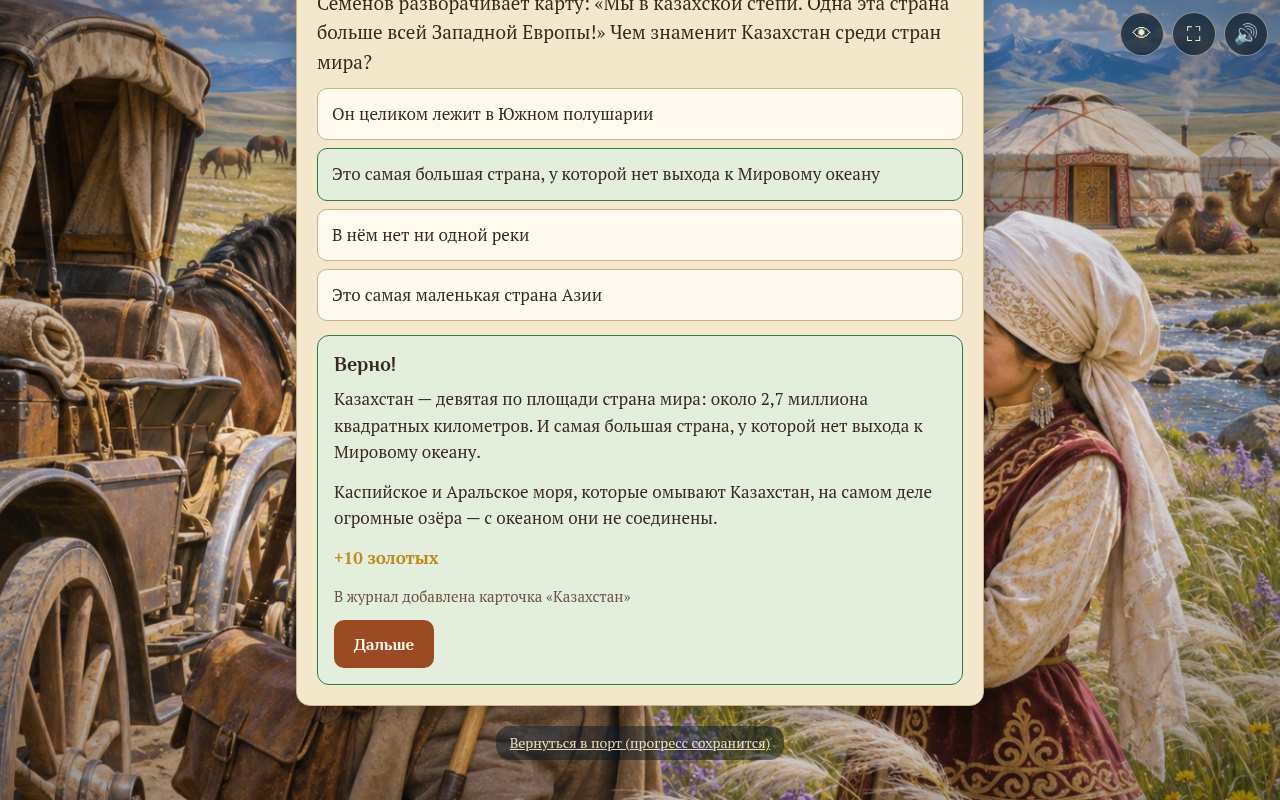 Семёнов разворачивает карту: «Мы в казахской степи. Одна эта страна
больше всей Западной Европы!» Чем знаменит Казахстан среди стран
мира?
Он целиком лежит в Южном полушарии
Это самая большая страна, у которой нет выхода к Мировому океану
В нём нет ни одной реки
Это самая маленькая страна Азии
Верно!
Казахстан — девятая по площади страна мира: около 2,7 миллиона
квадратных километров. И самая большая страна, у которой нет выхода к
Мировому океану.
Каспийское и Аральское моря, которые омывают Казахстан, на самом деле
огромные озёра — с океаном они не соединены.
+10 золотых
В журнал добавлена карточка «Казахстан»
Дальше
Вернуться в порт (прогресс сохранится)